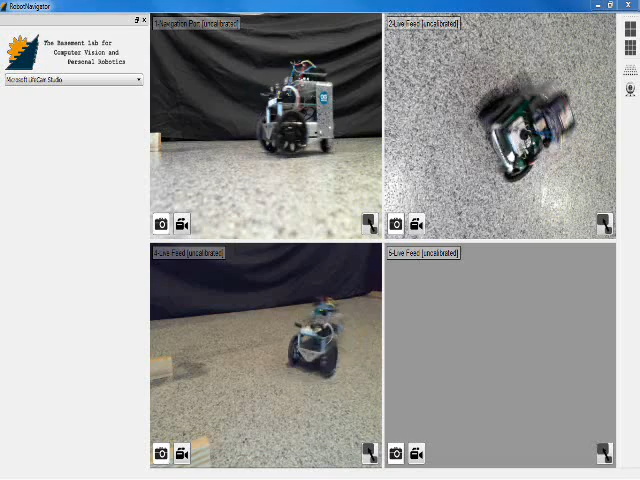 RobotNavigator
The Basement Lab for
Computer Vision and
Personal Robotics
Microsoft LifeCam Studio
1-Navigation Port [uncalibrated]
2-Live Feed [uncalibrated]
4-Live Feed [uncalibrated]
5-Live Feed [uncalibrated]